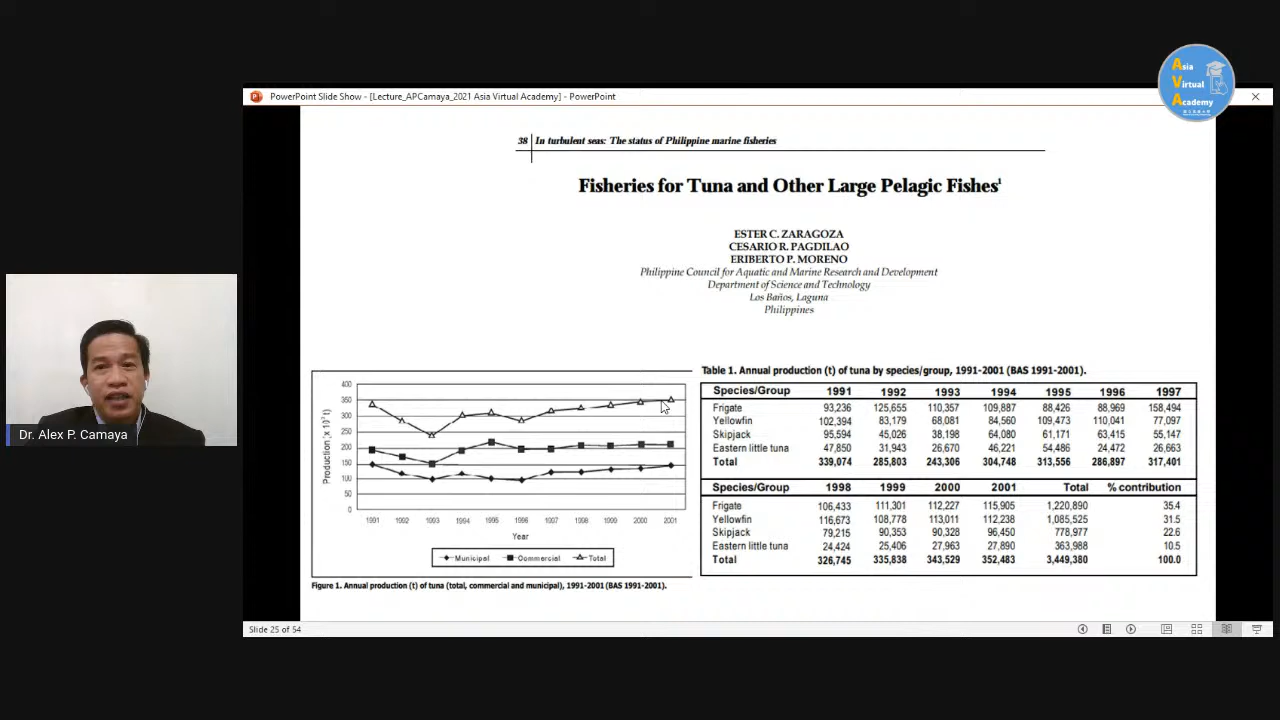 PowerPoint Slide Show - [Lecture_APCamaya_2021 Asia Virtual Academy] - PowerPoint
Asia
Virtual
Academy
38 In turbulent seas: The status of Philippine marine fisheries
Fisheries for Tuna and Other Large Pelagic Fishes¹
ESTER C. ZARAGOZA
CESARIO R. PAGDILAO
ERIBERTO P. MORENO
Philippine Council for Aquatic and Marine Research and Development
Department of Science and Technology
Los Baños, Laguna
Philippines
Dr. Alex P. Camaya
Production (x 10³ t)
400
350
300
250
200
150
100
50
0
1991 1992 1993 1994 1995 1996 1997 1998 1999 2000 2001
Year
Municipal Commercial Total
Figure 1. Annual production (t) of tuna (total, commercial and municipal), 1991-2001 (BAS 1991-2001).
Table 1. Annual production (t) of tuna by species/group, 1991-2001 (BAS 1991-2001).
Species/Group 1991 1992 1993 1994 1995 1996 1997
Frigate 93,236 125,655 110,357 109,887 88,426 88,969 158,494
Yellowfin 102,394 83,179 68,081 84,560 109,473 110,041 77,097
Skipjack 95,594 45,026 38,198 64,080 61,171 63,415 55,147
Eastern little tuna 47,850 31,943 26,670 46,221 54,486 24,472 26,663
Total 339,074 285,803 243,306 304,748 313,556 286,897 317,401
Species/Group 1998 1999 2000 2001 Total % contribution
Frigate 106,433 111,301 112,227 115,905 1,220,890 35.4
Yellowfin 116,673 108,778 113,011 112,238 1,085,525 31.5
Skipjack 79,215 90,353 90,328 96,450 778,977 22.6
Eastern little tuna 24,424 25,406 27,963 27,890 363,988 10.5
Total 326,745 335,838 343,529 352,483 3,449,380 100.0
Slide 25 of 54